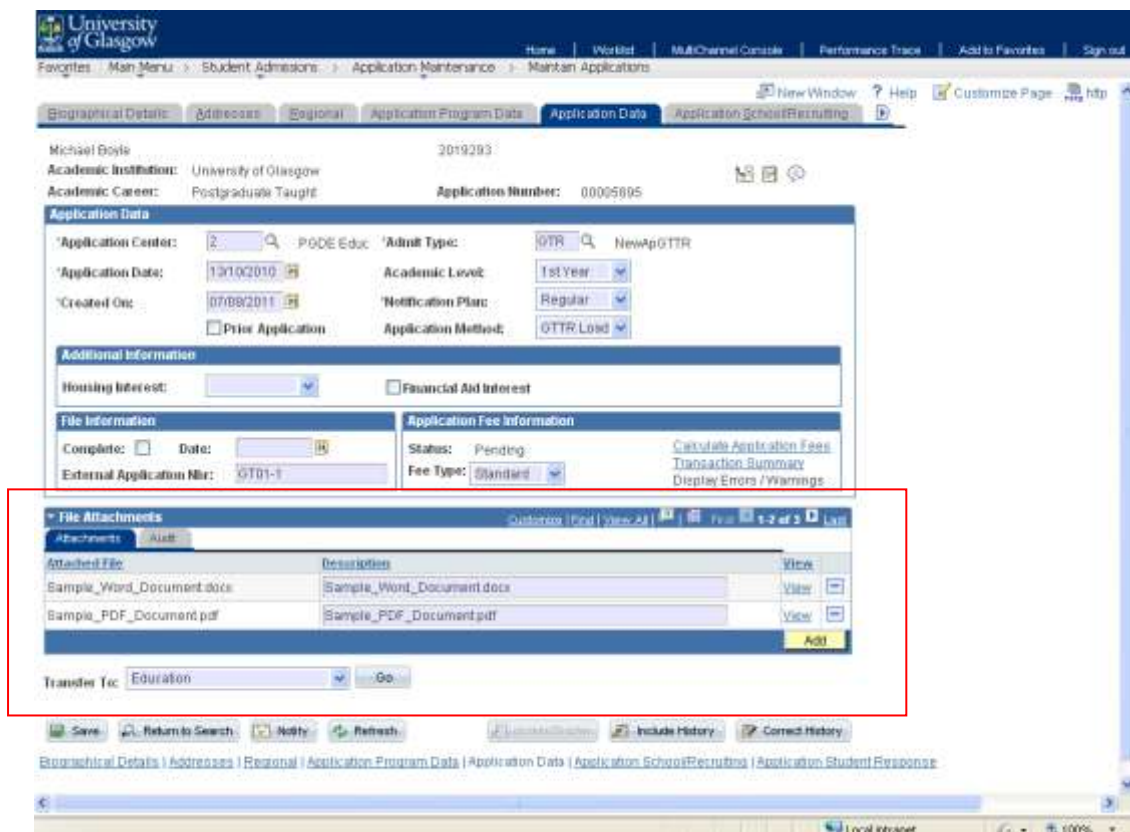 University
of Glasgow
Home | Worklist | MultiChannel Console | Performance Trace | Add to Favorites | Sign out
Favorites Main Menu > Student Admissions > Application Maintenance > Maintain Applications
New Window ? Help Customize Page http
Biographical Details Addresses Regional Application Program Data Application Data Application School/Recruiting
Michael Boyle 2019293
Academic Institution: University of Glasgow
Academic Career: Postgraduate Taught Application Number: 00005895
Application Data
*Application Center: 2 PGDE Educ *Admit Type: GTR NewApGTTR
*Application Date: 13/10/2010 Academic Level: 1st Year
*Created On: 07/08/2011 *Notification Plan: Regular
Prior Application Application Method: GTTR Load
Additional Information
Housing Interest: Financial Aid Interest
File Information Application Fee Information
Complete: Date: Status: Pending Calculate Application Fees
Transaction Summary
External Application Nbr: GT01-1 Fee Type: Standard Display Errors / Warnings
File Attachments Customize | Find | View All | First 1-2 of 3 Last
Attachments Audit
Attached File Description View
Sample_Word_Document.docx Sample_Word_Document.docx View
Sample_PDF_Document.pdf Sample_PDF_Document.pdf View
Add
Transfer To: Education Go
Save Return to Search Notify Refresh Include History Correct History
Biographical Details | Addresses | Regional | Application Program Data | Application Data | Application School/Recruiting | Application Student Response
Local intranet 100%